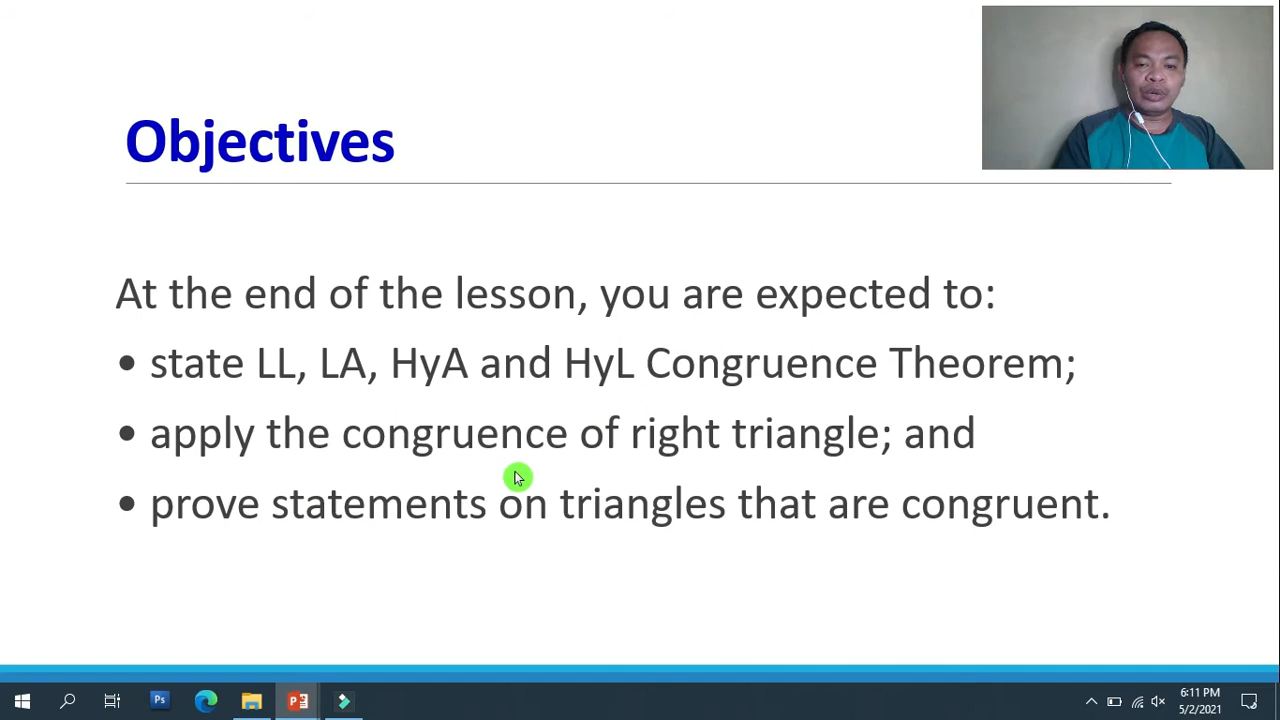 Objectives
At the end of the lesson, you are expected to:
• state LL, LA, HyA and HyL Congruence Theorem;
• apply the congruence of right triangle; and
• prove statements on triangles that are congruent.
Ps
P
6:11 PM
5/2/2021